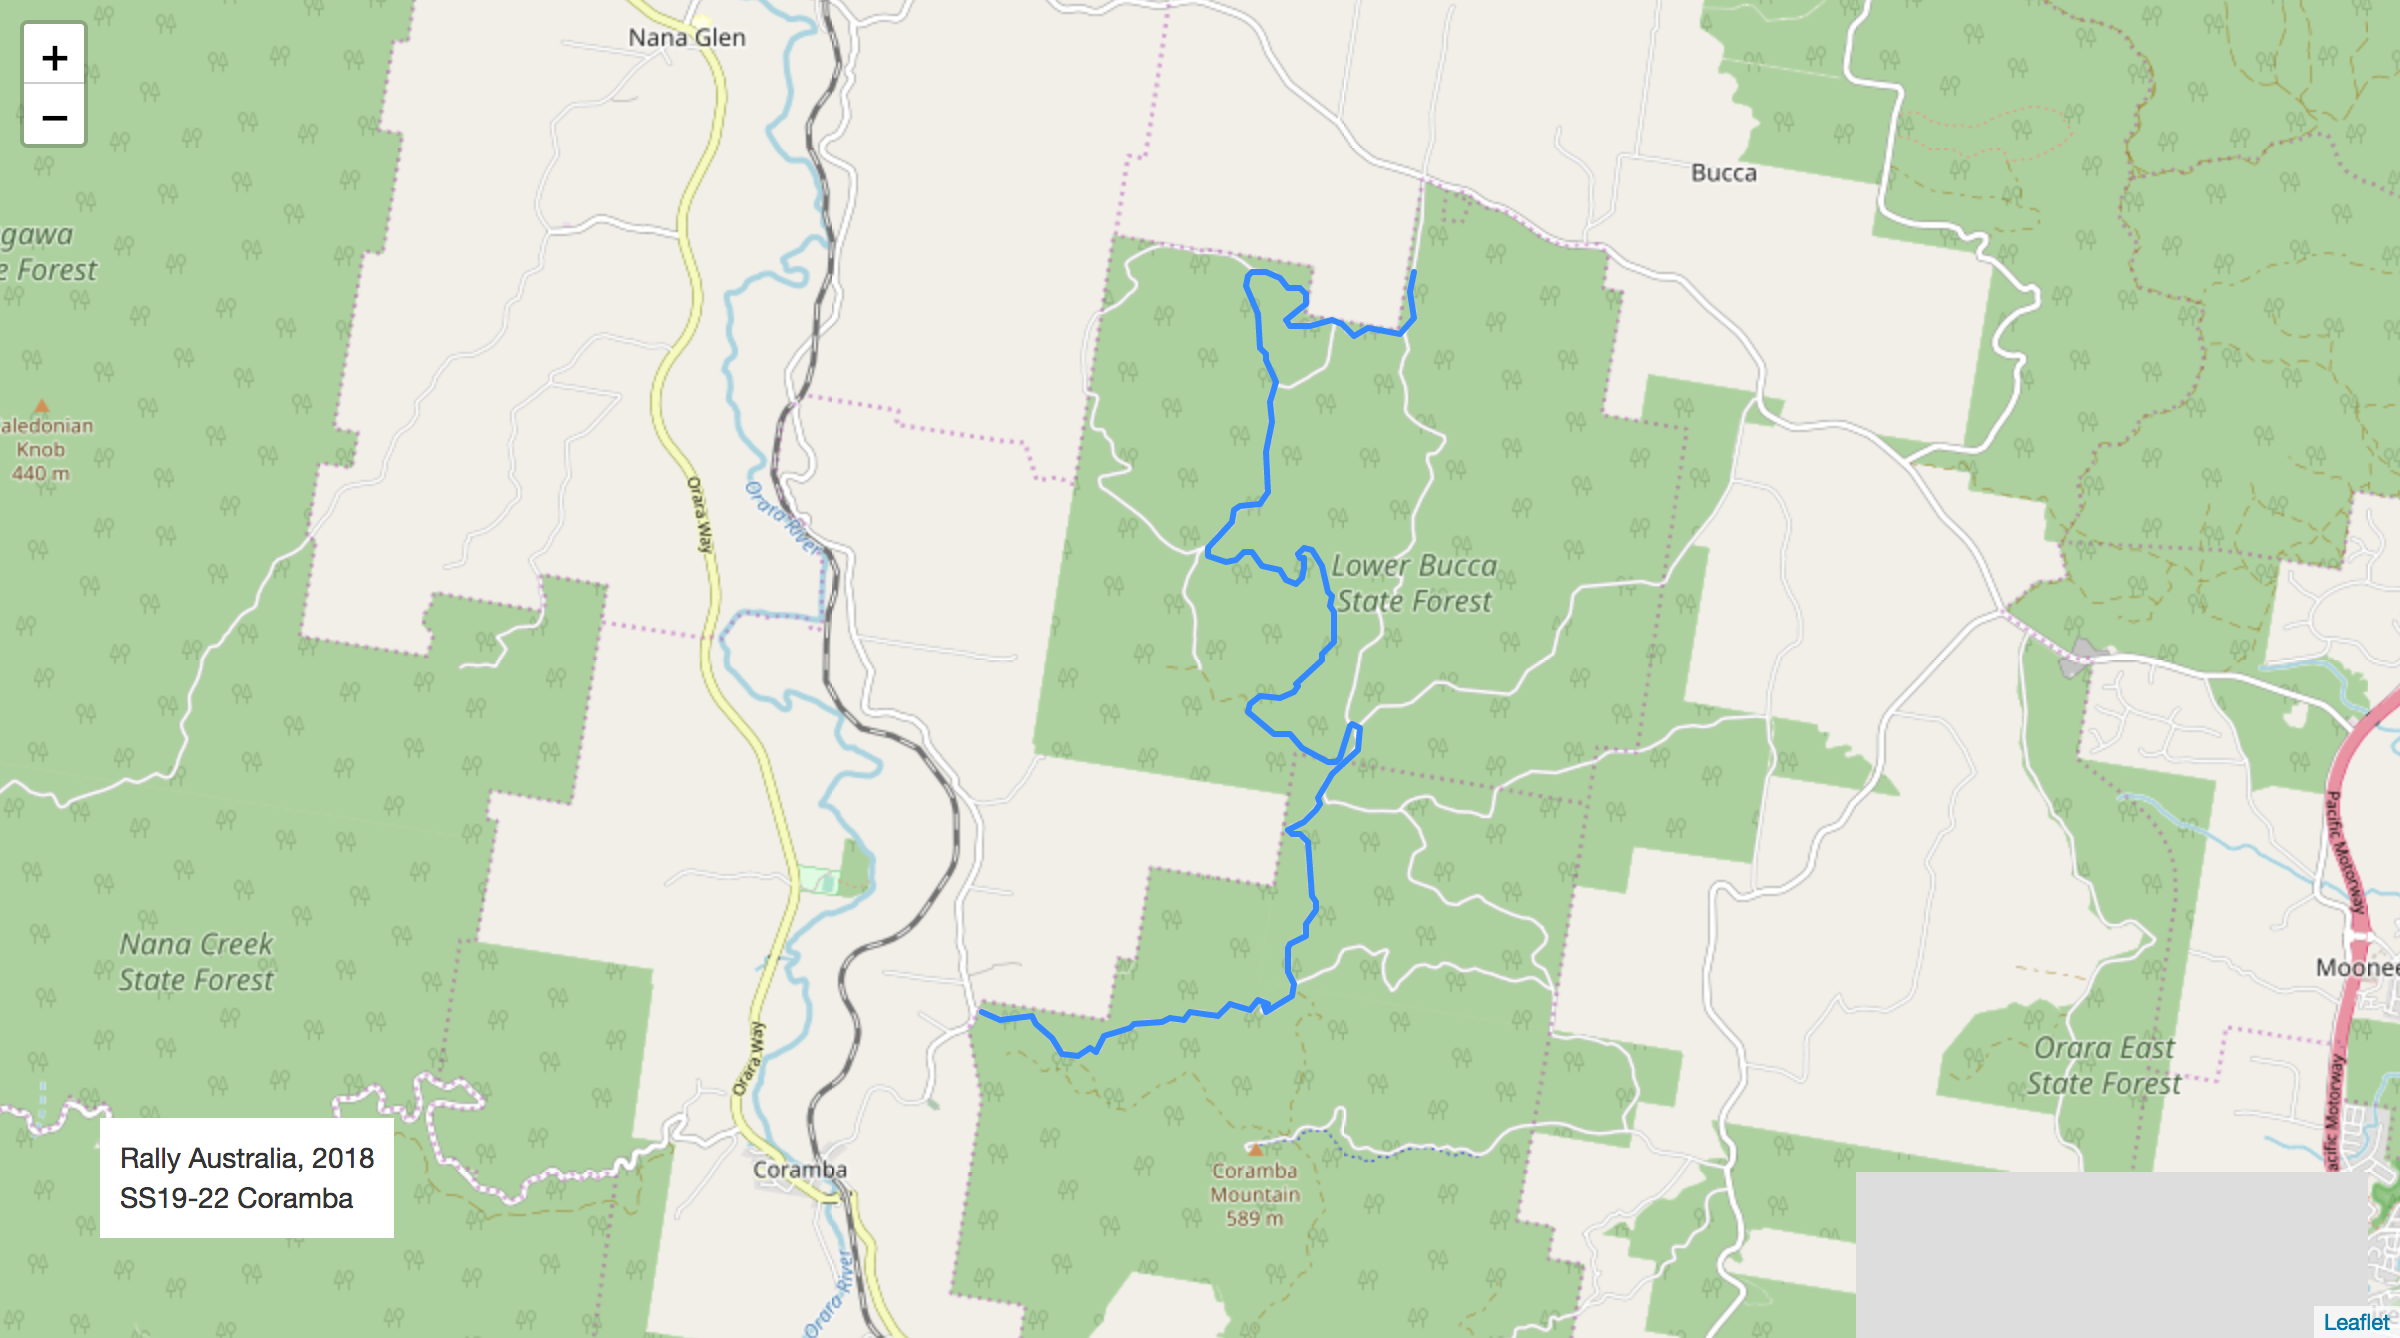 +
−
Nana Glen
Bucca
gawa
e Forest
aledonian
Knob
440 m
Orara Way
Orara River
Lower Bucca
State Forest
Pacific Motorway
Nana Creek
State Forest
Moonee
Orara Way
Orara East
State Forest
Pacific Motorway
Rally Australia, 2018
SS19-22 Coramba
Coramba
Coramba
Mountain
589 m
Orara River
Leaflet